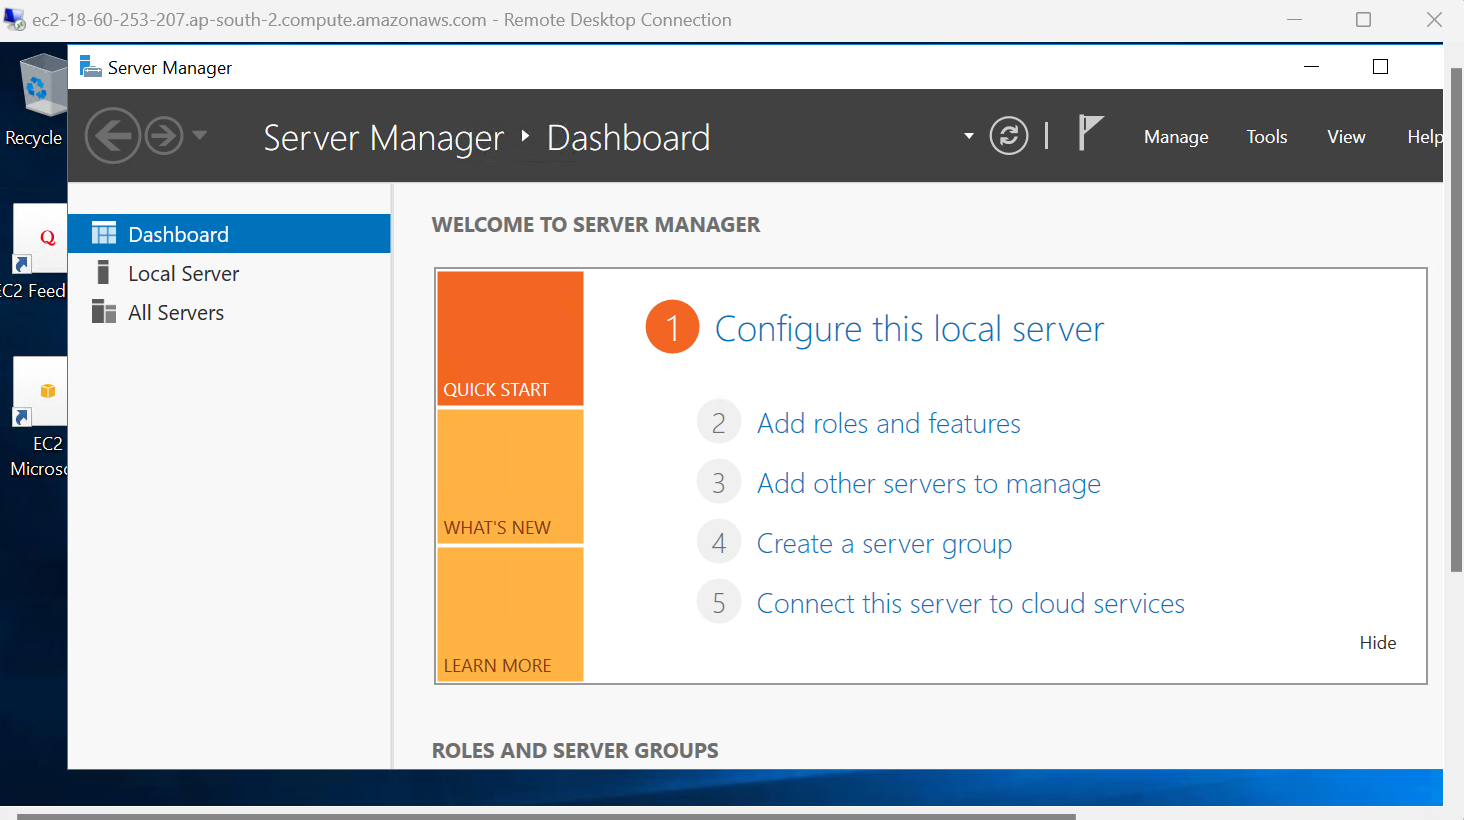 ec2-18-60-253-207.ap-south-2.compute.amazonaws.com - Remote Desktop Connection
Server Manager
Recycle
Server Manager Dashboard
Manage Tools View Help
Q
EC2 Feed
EC2
Microso
Dashboard
Local Server
All Servers
WELCOME TO SERVER MANAGER
QUICK START
WHAT'S NEW
LEARN MORE
1 Configure this local server
2 Add roles and features
3 Add other servers to manage
4 Create a server group
5 Connect this server to cloud services
Hide
ROLES AND SERVER GROUPS